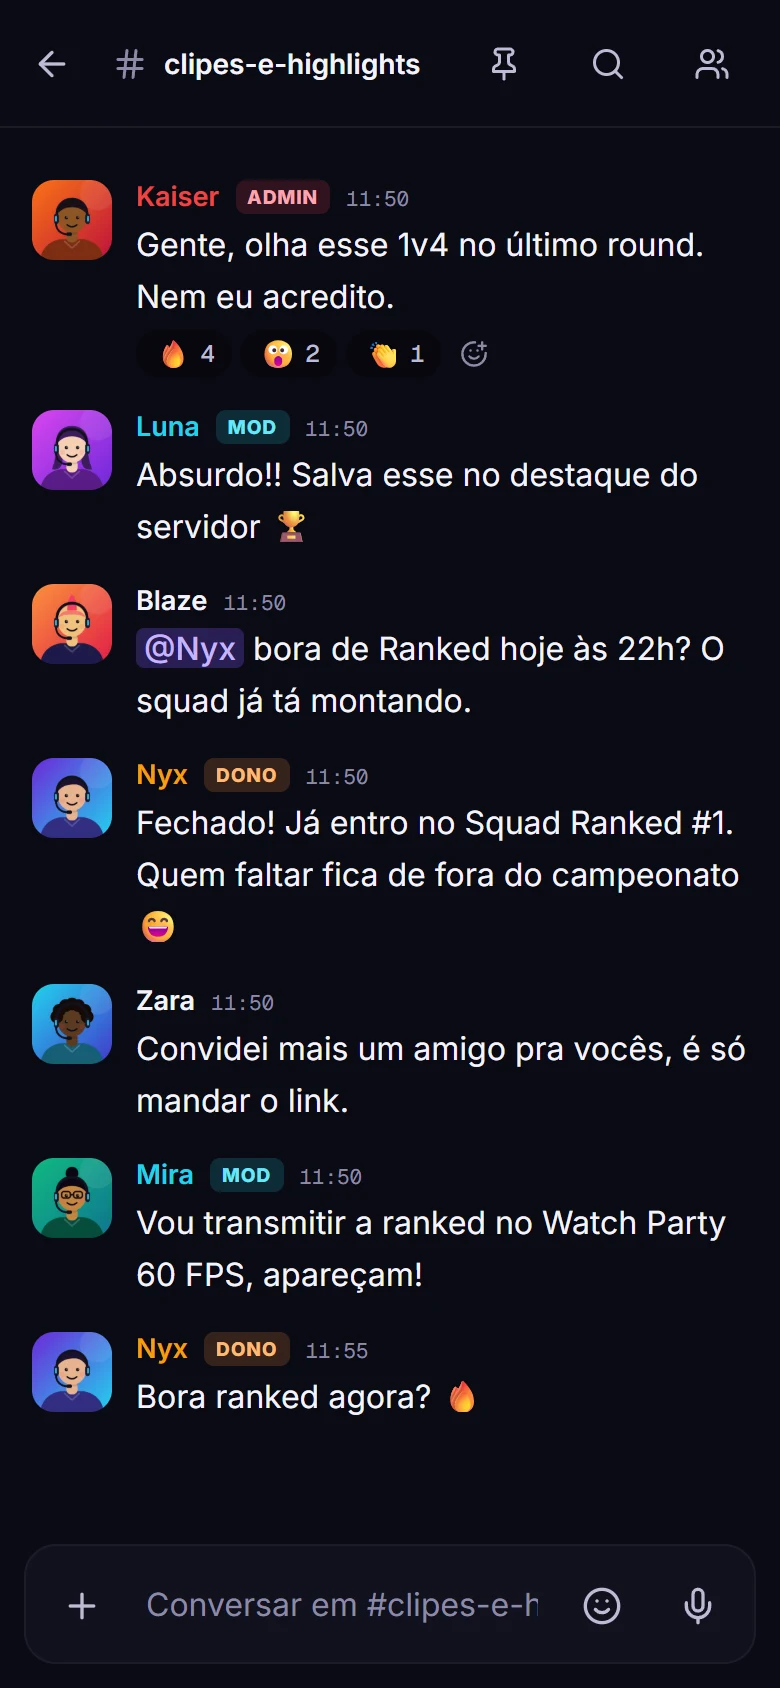 # clipes-e-highlights
Kaiser ADMIN 11:50
Gente, olha esse 1v4 no último round.
Nem eu acredito.
🔥 4 😲 2 👏 1
Luna MOD 11:50
Absurdo!! Salva esse no destaque do
servidor 🏆
Blaze 11:50
@Nyx bora de Ranked hoje às 22h? O
squad já tá montando.
Nyx DONO 11:50
Fechado! Já entro no Squad Ranked #1.
Quem faltar fica de fora do campeonato
😄
Zara 11:50
Convidei mais um amigo pra vocês, é só
mandar o link.
Mira MOD 11:50
Vou transmitir a ranked no Watch Party
60 FPS, apareçam!
Nyx DONO 11:55
Bora ranked agora? 🔥
Conversar em #clipes-e-h